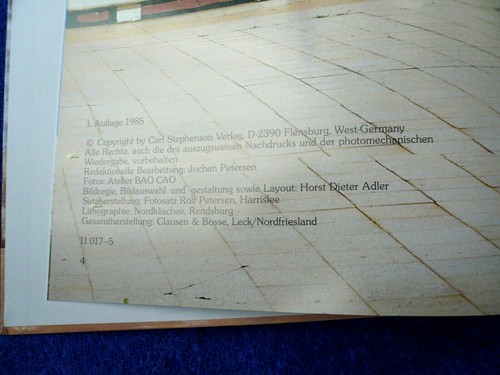 1. Auflage 1985
© Copyright by Carl Stephenson Verlag, D-2390 Flensburg, West-Germany
Alle Rechte, auch die des auszugsweisen Nachdrucks und der photomechanischen
Wiedergabe, vorbehalten
Redaktionelle Bearbeitung: Jochen Petersen
Fotos: Atelier BAO CAO
Bildregie, Bildauswahl und -gestaltung sowie Layout: Horst Dieter Adler
Satzherstellung: Fotosatz Rolf Petersen, Harrislee
Lithographie: Nordklischee, Rendsburg
Gesamtherstellung: Clausen & Bosse, Leck/Nordfriesland
11 017-5
4